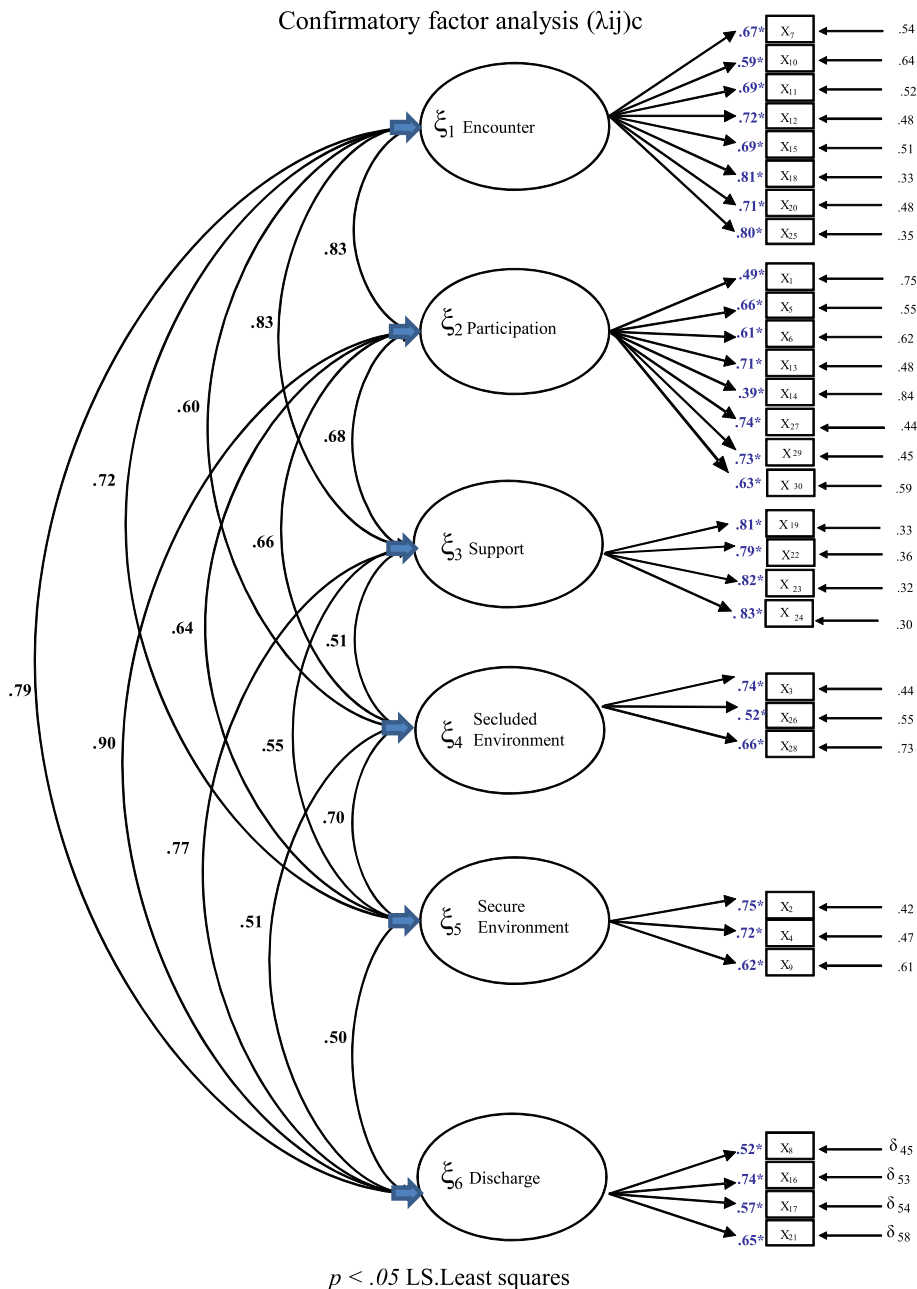 Confirmatory factor analysis (λij)c
.67* X7 .54
.59* X10 .64
.69* X11 .52
ξ1 Encounter .72* X12 .48
.69* X15 .51
.81* X18 .33
.71* X20 .48
.80* X25 .35
.83
.49* X1 .75
.66* X5 .55
.83
ξ2 Participation .61* X6 .62
.71* X13 .48
.39* X14 .84
.60
.74* X27 .44
.68
.73* X29 .45
.72
.63* X30 .59
.81* X19 .33
.66
ξ3 Support .79* X22 .36
.82* X23 .32
.83* X24 .30
.64
.51
.79
.74* X3 .44
ξ4 Secluded Environment .52* X26 .55
.66* X28 .73
.90
.55
.70
.77
.75* X2 .42
ξ5 Secure Environment .72* X4 .47
.51
.62* X9 .61
.50
.52* X8 δ45
ξ6 Discharge .74* X16 δ53
.57* X17 δ54
.65* X21 δ58
p < .05 LS.Least squares